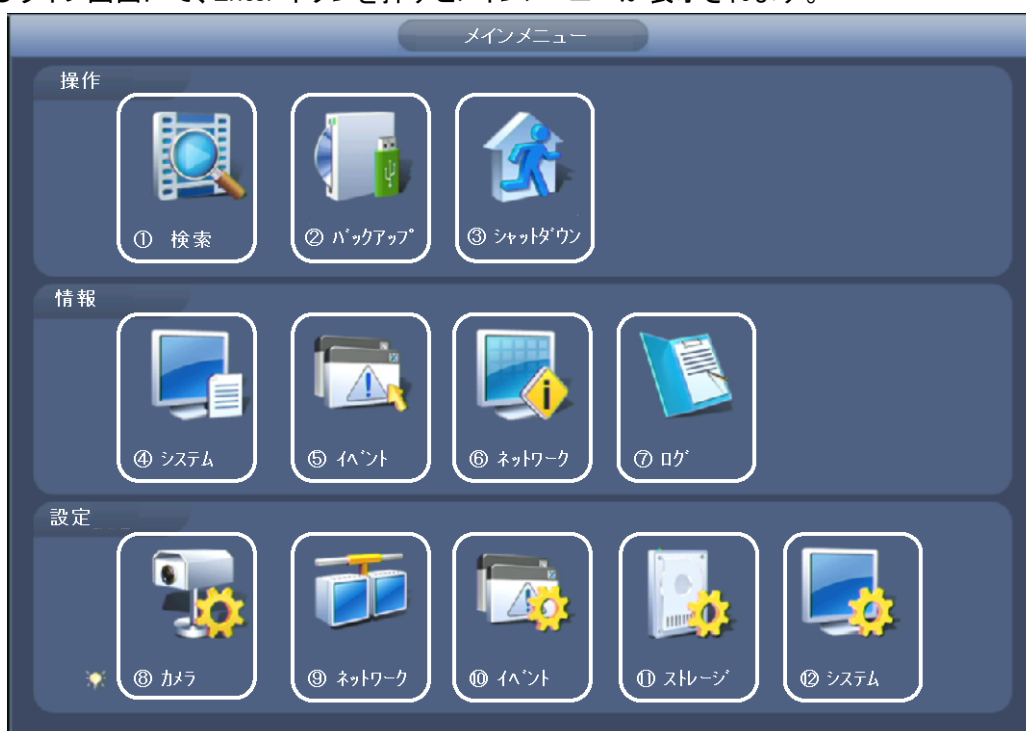 メインメニュー
操作
① 検索
② ﾊﾞｯｸｱｯﾌﾟ
③ ｼｬｯﾄﾀﾞｳﾝ
情報
④ ｼｽﾃﾑ
⑤ ｲﾍﾞﾝﾄ
⑥ ﾈｯﾄﾜｰｸ
⑦ ﾛｸﾞ
設定
⑧ ｶﾒﾗ
⑨ ﾈｯﾄﾜｰｸ
⑩ ｲﾍﾞﾝﾄ
⑪ ｽﾄﾚｰｼﾞ
⑫ ｼｽﾃﾑ